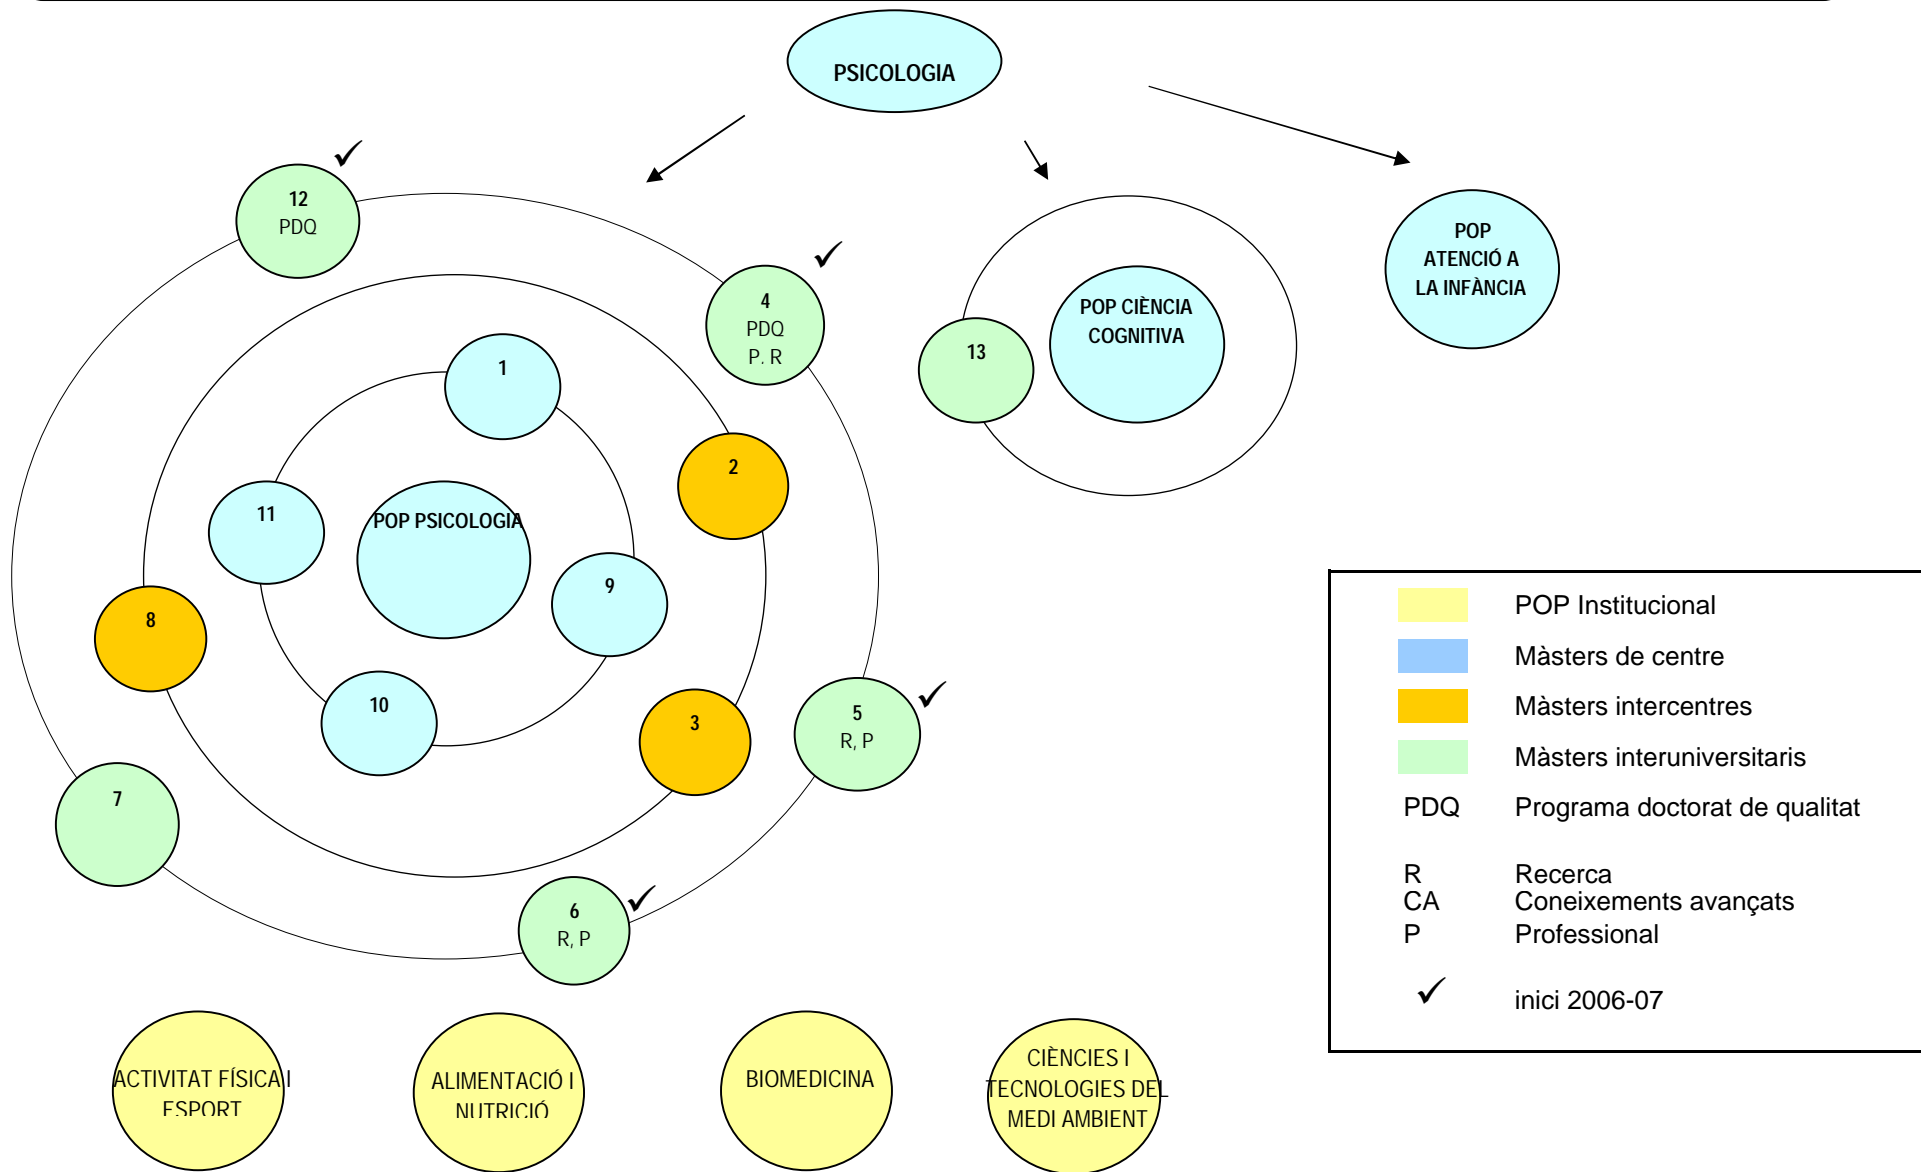 PSICOLOGIA
12
PDQ
4
PDQ
P. R
POP
ATENCIÓ A
LA INFÀNCIA
POP CIÈNCIA
COGNITIVA
13
1
2
11
POP PSICOLOGIA
9
8
10
3
5
R, P
7
6
R, P
POP Institucional
Màsters de centre
Màsters intercentres
Màsters interuniversitaris
PDQ Programa doctorat de qualitat
R Recerca
CA Coneixements avançats
P Professional
✓ inici 2006-07
ACTIVITAT FÍSICA I
ESPORT
ALIMENTACIÓ I
NUTRICIÓ
BIOMEDICINA
CIÈNCIES I
TECNOLOGIES DEL
MEDI AMBIENT